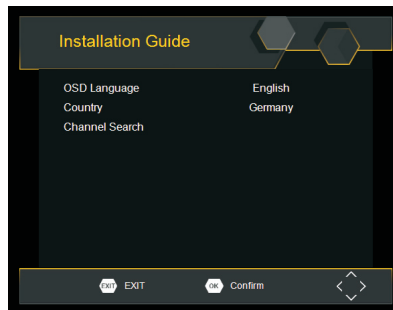 Installation Guide
OSD Language English
Country Germany
Channel Search
EXIT EXIT OK Confirm